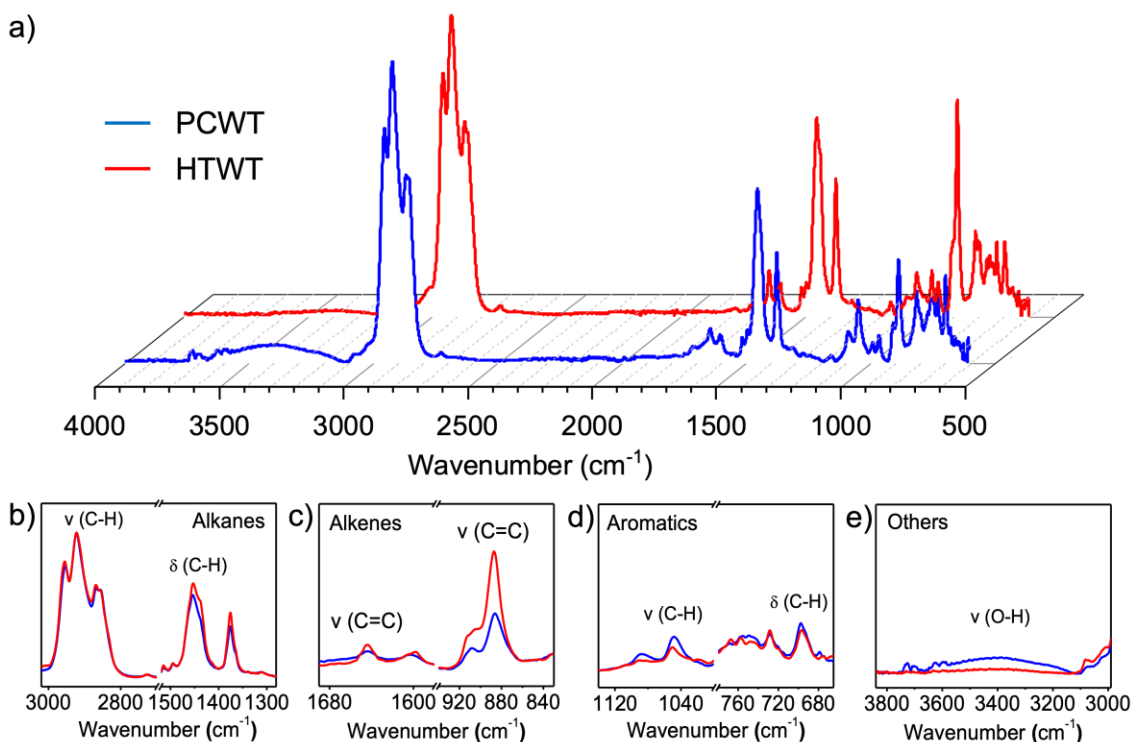 a)
PCWT
HTWT
4000 3500 3000 2500 2000 1500 1000 500
Wavenumber (cm⁻¹)
b)
ν (C-H)
Alkanes
δ (C-H)
3000 2800 1500 1400 1300
Wavenumber (cm⁻¹)
c)
Alkenes
ν (C=C)
ν (C=C)
1680 1600 920 880 840
Wavenumber (cm⁻¹)
d)
Aromatics
ν (C-H)
δ (C-H)
1120 1040 760 720 680
Wavenumber (cm⁻¹)
e)
Others
ν (O-H)
3800 3600 3400 3200 3000
Wavenumber (cm⁻¹)